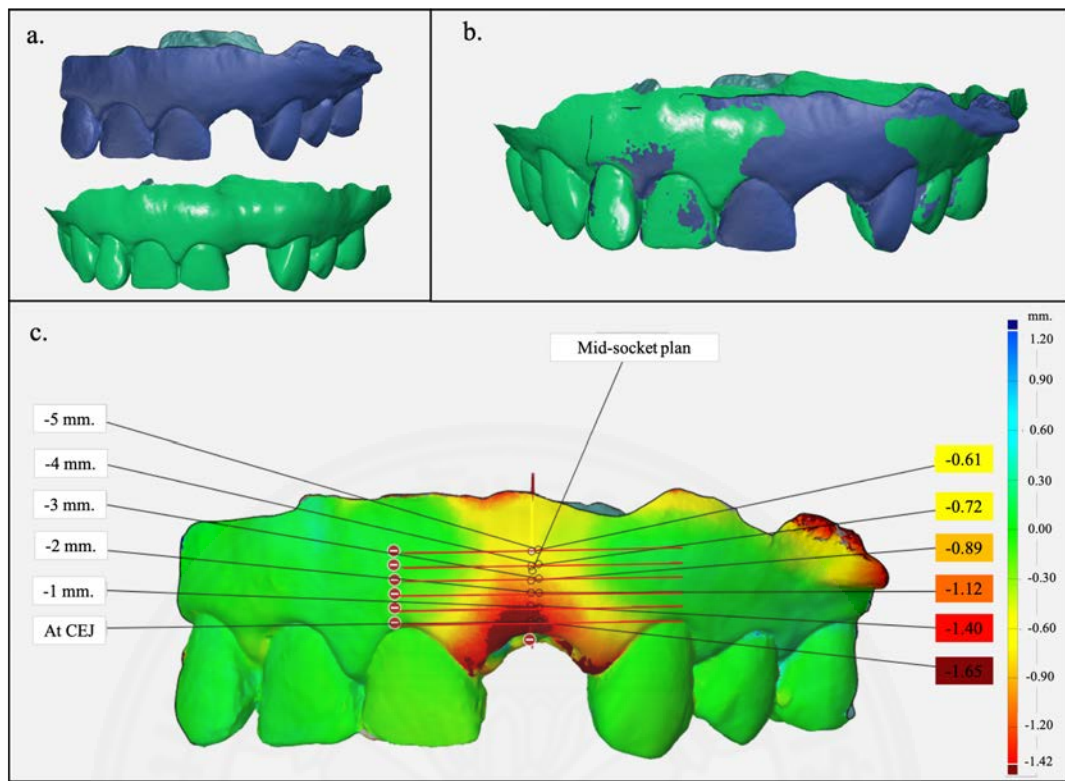 a.
b.
c.
Mid-socket plan
-5 mm.
-4 mm.
-3 mm.
-2 mm.
-1 mm.
At CEJ
-0.61
-0.72
-0.89
-1.12
-1.40
-1.65
mm.
1.20
0.90
0.60
0.30
0.00
-0.30
-0.60
-0.90
-1.20
-1.42